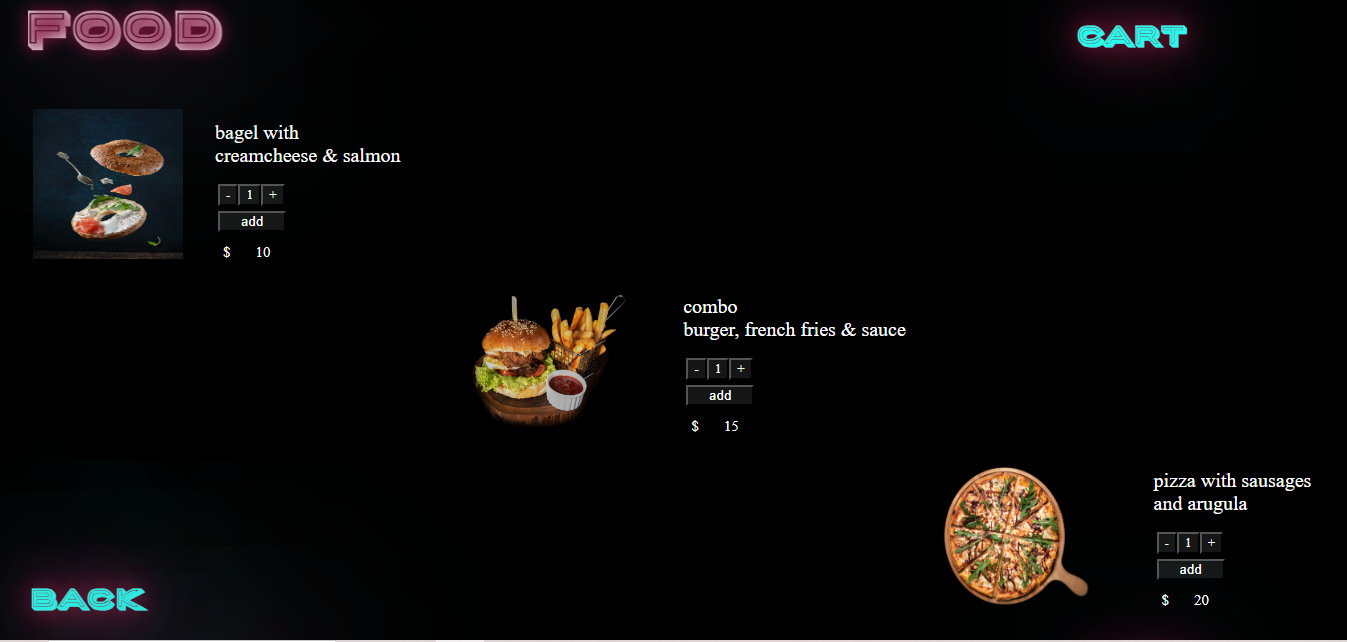 FOOD
CART
bagel with
creamcheese & salmon
- 1 +
add
$ 10
combo
burger, french fries & sauce
- 1 +
add
$ 15
pizza with sausages
and arugula
- 1 +
add
$ 20
BACK